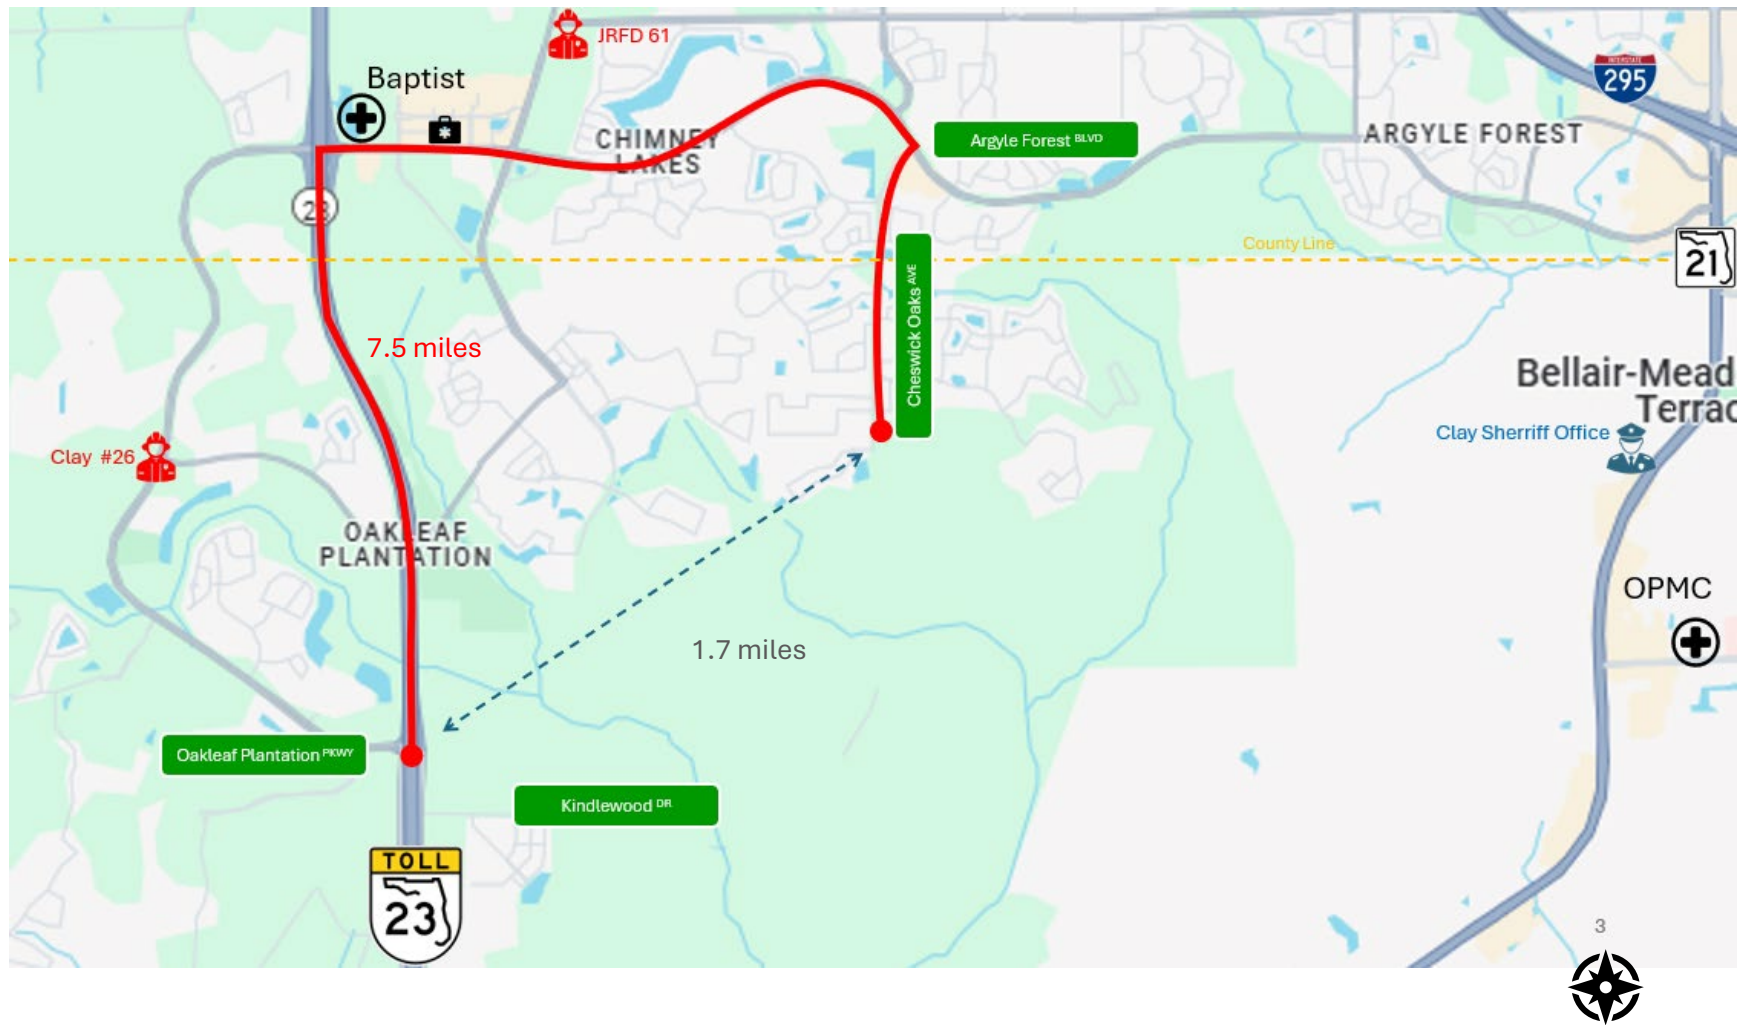 JRFD 61
INTERSTATE
295
Baptist
CHIMNEY
LAKES
Argyle Forest BLVD
ARGYLE FOREST
23
County Line
21
Cheswick Oaks AVE
7.5 miles
Bellair-Mead
Terrac
Clay Sherriff Office
Clay #26
OAKLEAF
PLANTATION
OPMC
1.7 miles
Oakleaf Plantation PKWY
Kindlewood DR
TOLL
23
3